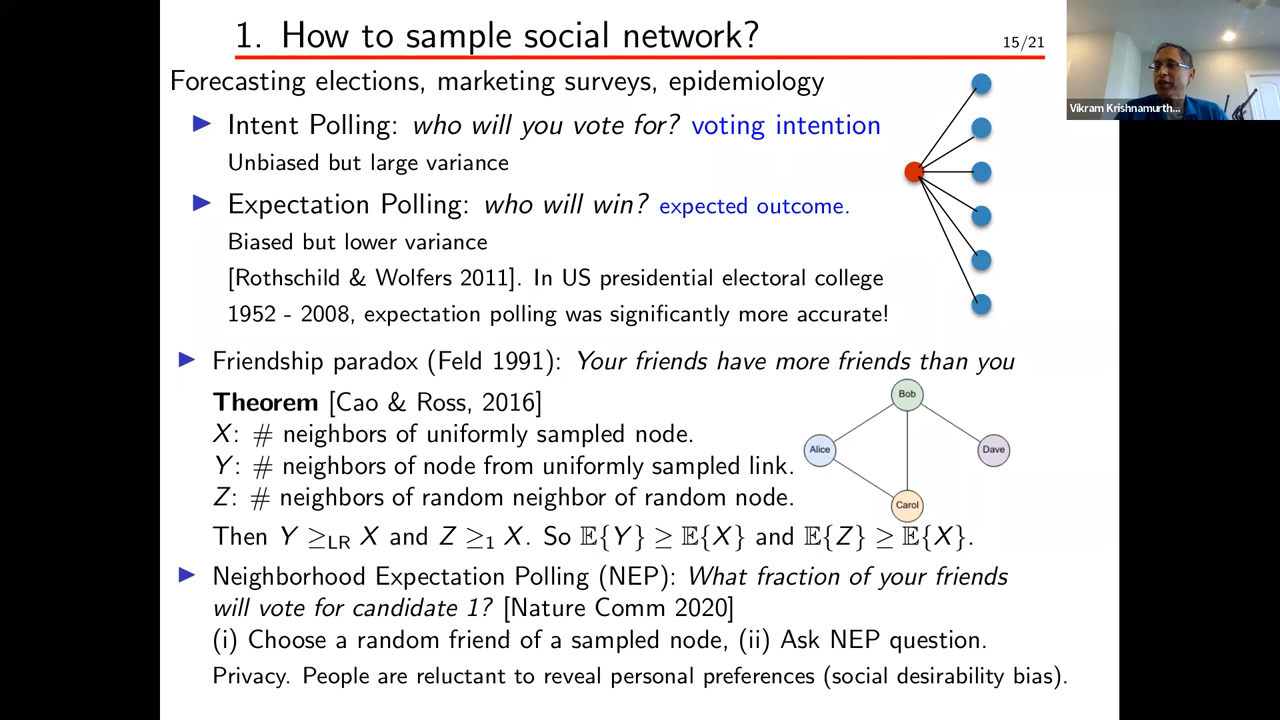 1. How to sample social network?
15/21
Vikram Krishnamurth...
Forecasting elections, marketing surveys, epidemiology
▶ Intent Polling: who will you vote for? voting intention
Unbiased but large variance
▶ Expectation Polling: who will win? expected outcome.
Biased but lower variance
[Rothschild & Wolfers 2011]. In US presidential electoral college
1952 - 2008, expectation polling was significantly more accurate!
▶ Friendship paradox (Feld 1991): Your friends have more friends than you
Theorem [Cao & Ross, 2016]
X: # neighbors of uniformly sampled node.
Y: # neighbors of node from uniformly sampled link.
Z: # neighbors of random neighbor of random node.
Bob
Alice
Dave
Carol
Then Y ≥LR X and Z ≥1 X. So 𝔼{Y} ≥ 𝔼{X} and 𝔼{Z} ≥ 𝔼{X}.
▶ Neighborhood Expectation Polling (NEP): What fraction of your friends
will vote for candidate 1? [Nature Comm 2020]
(i) Choose a random friend of a sampled node, (ii) Ask NEP question.
Privacy. People are reluctant to reveal personal preferences (social desirability bias).